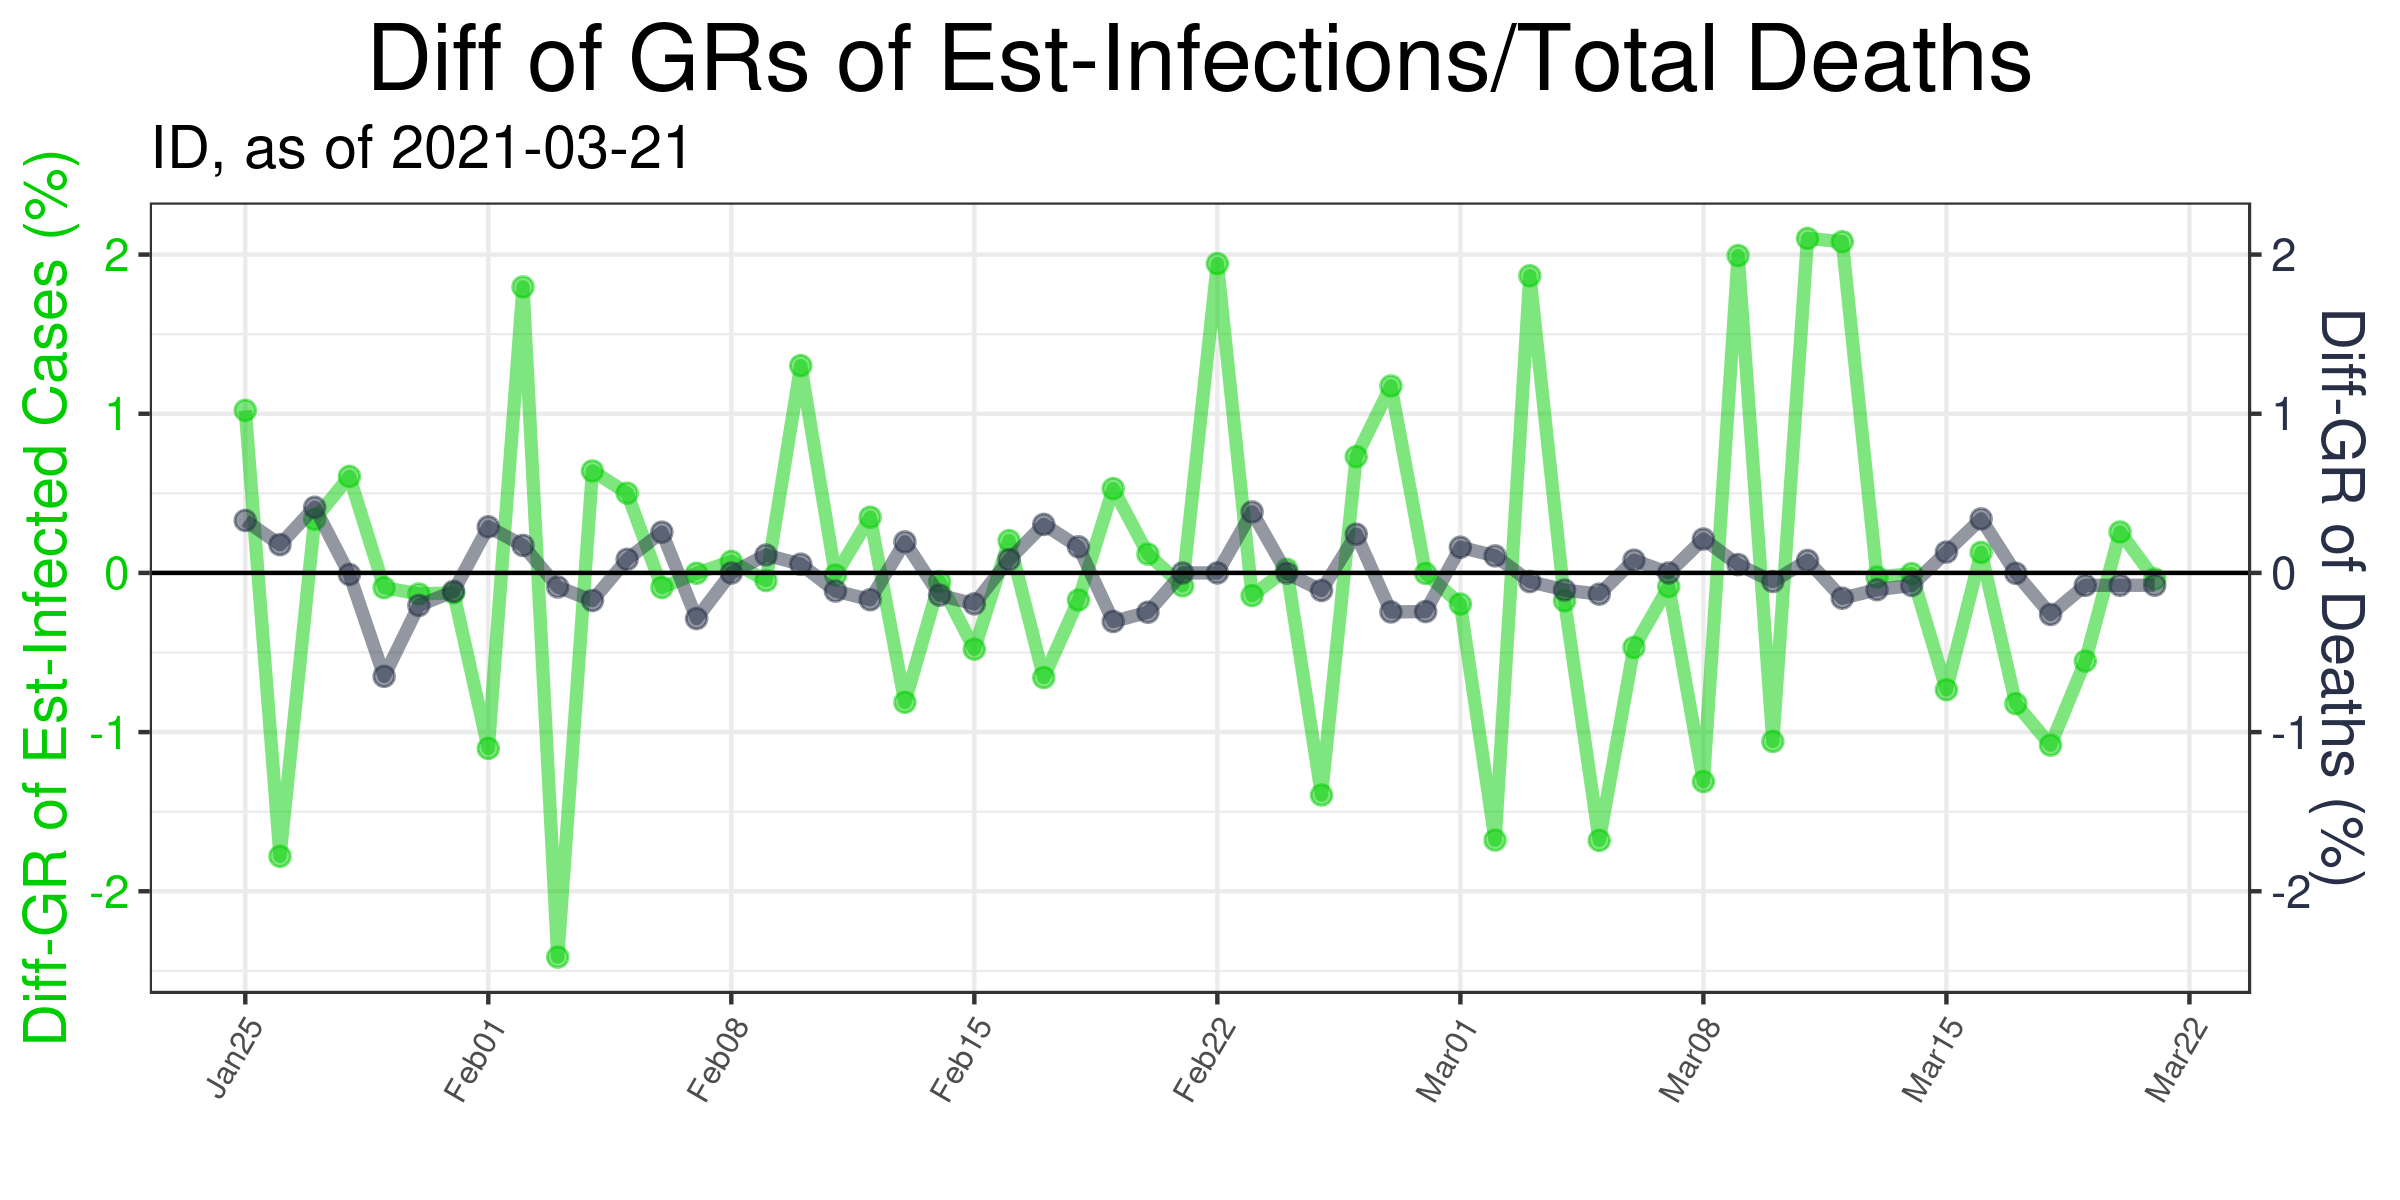 Diff of GRs of Est-Infections/Total Deaths
ID, as of 2021-03-21
Diff-GR of Est-Infected Cases (%)
2
1
0
-1
-2
2
1
0
-1
-2
Diff-GR of Deaths (%)
Jan25
Feb01
Feb08
Feb15
Feb22
Mar01
Mar08
Mar15
Mar22